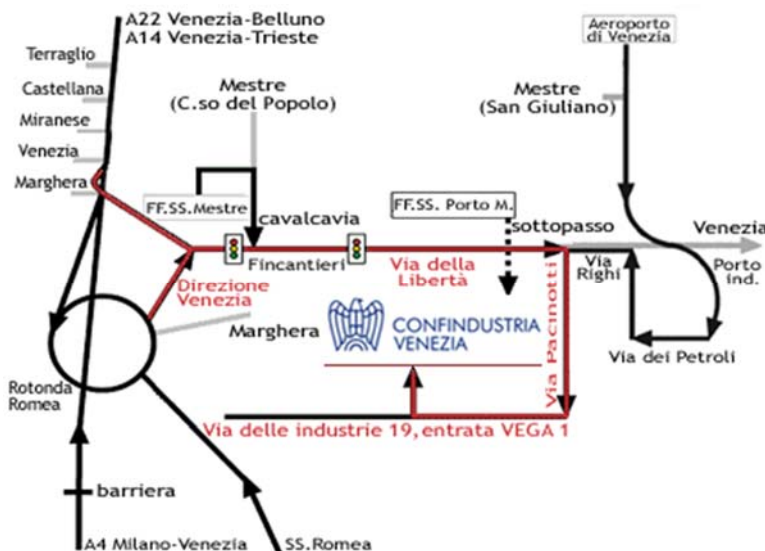 A22 Venezia-Belluno
A14 Venezia-Trieste
Terraglio
Castellana
Miranese
Venezia
Marghera
Mestre
(C.so del Popolo)
Aeroporto
di Venezia
Mestre
(San Giuliano)
FF.SS.Mestre
cavalcavia
FF.SS. Porto M.
sottopasso
Venezia
Fincantieri
Via della
Libertà
Via
Righi
Porto
ind.
Direzione
Venezia
Marghera
CONFINDUSTRIA
VENEZIA
Via Pacinotti
Via dei Petroli
Rotonda
Romea
Via delle industrie 19, entrata VEGA 1
barriera
A4 Milano-Venezia
SS.Romea